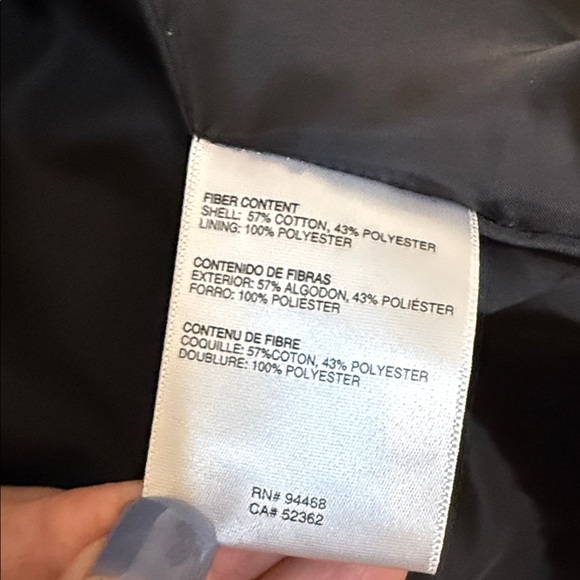 FIBER CONTENT
SHELL: 57% COTTON, 43% POLYESTER
LINING: 100% POLYESTER
CONTENIDO DE FIBRAS
EXTERIOR: 57% ALGODON, 43% POLIÉSTER
FORRO: 100% POLIESTER
CONTENU DE FIBRE
COQUILLE: 57%COTON, 43% POLYESTER
DOUBLURE: 100% POLYESTER
RN# 94468
CA# 52362